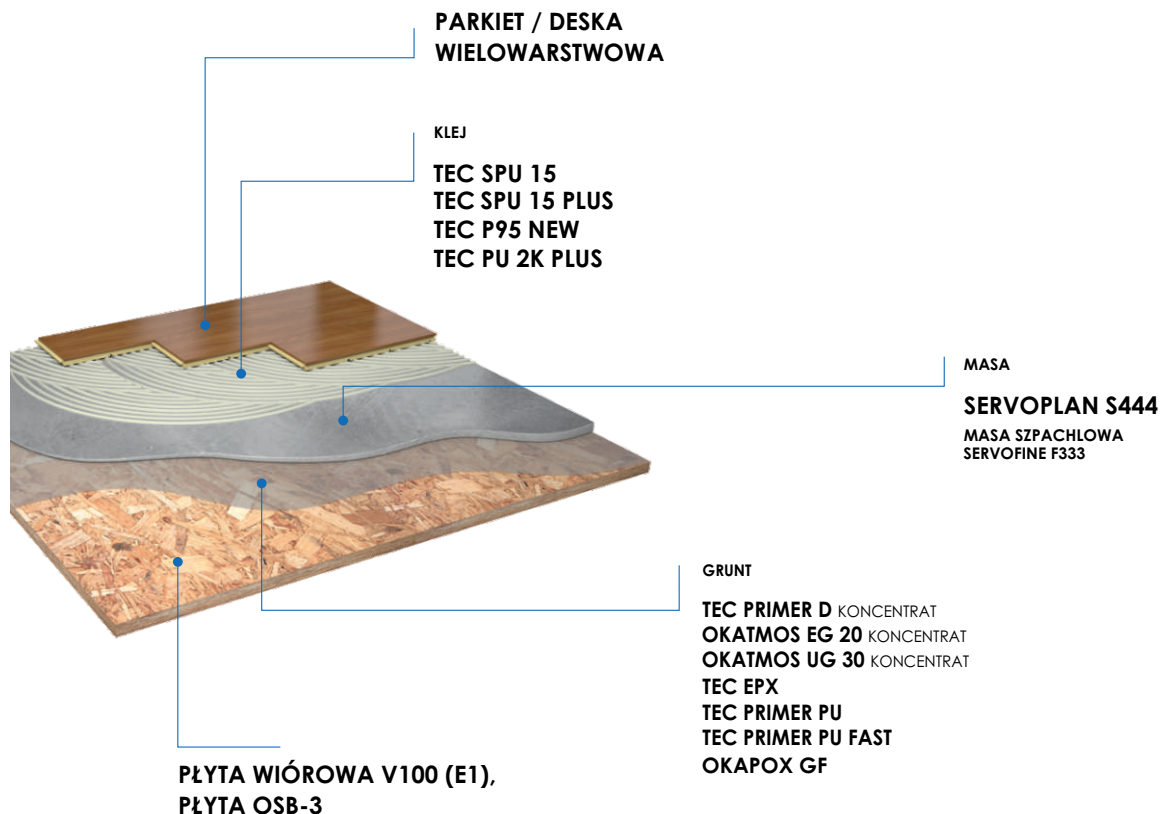 PARKIET / DESKA
WIELOWARSTWOWA
KLEJ
TEC SPU 15
TEC SPU 15 PLUS
TEC P95 NEW
TEC PU 2K PLUS
MASA
SERVOPLAN S444
MASA SZPACHLOWA
SERVOFINE F333
GRUNT
TEC PRIMER D KONCENTRAT
OKATMOS EG 20 KONCENTRAT
OKATMOS UG 30 KONCENTRAT
TEC EPX
TEC PRIMER PU
TEC PRIMER PU FAST
OKAPOX GF
PŁYTA WIÓROWA V100 (E1),
PŁYTA OSB-3